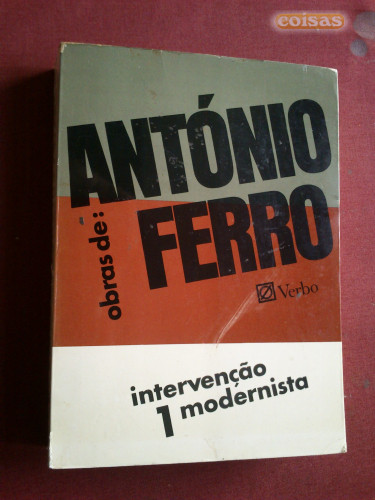 coisas
obras de:
ANTÓNIO
FERRO
Verbo
intervenção
1 modernista